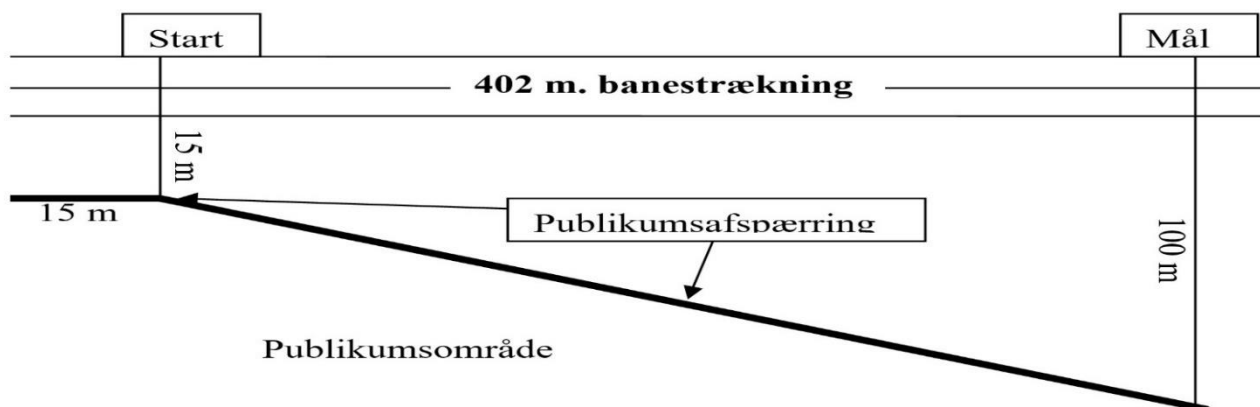 Start
Mål
402 m. banestrækning
15 m
15 m
Publikumsafspærring
100 m
Publikumsområde